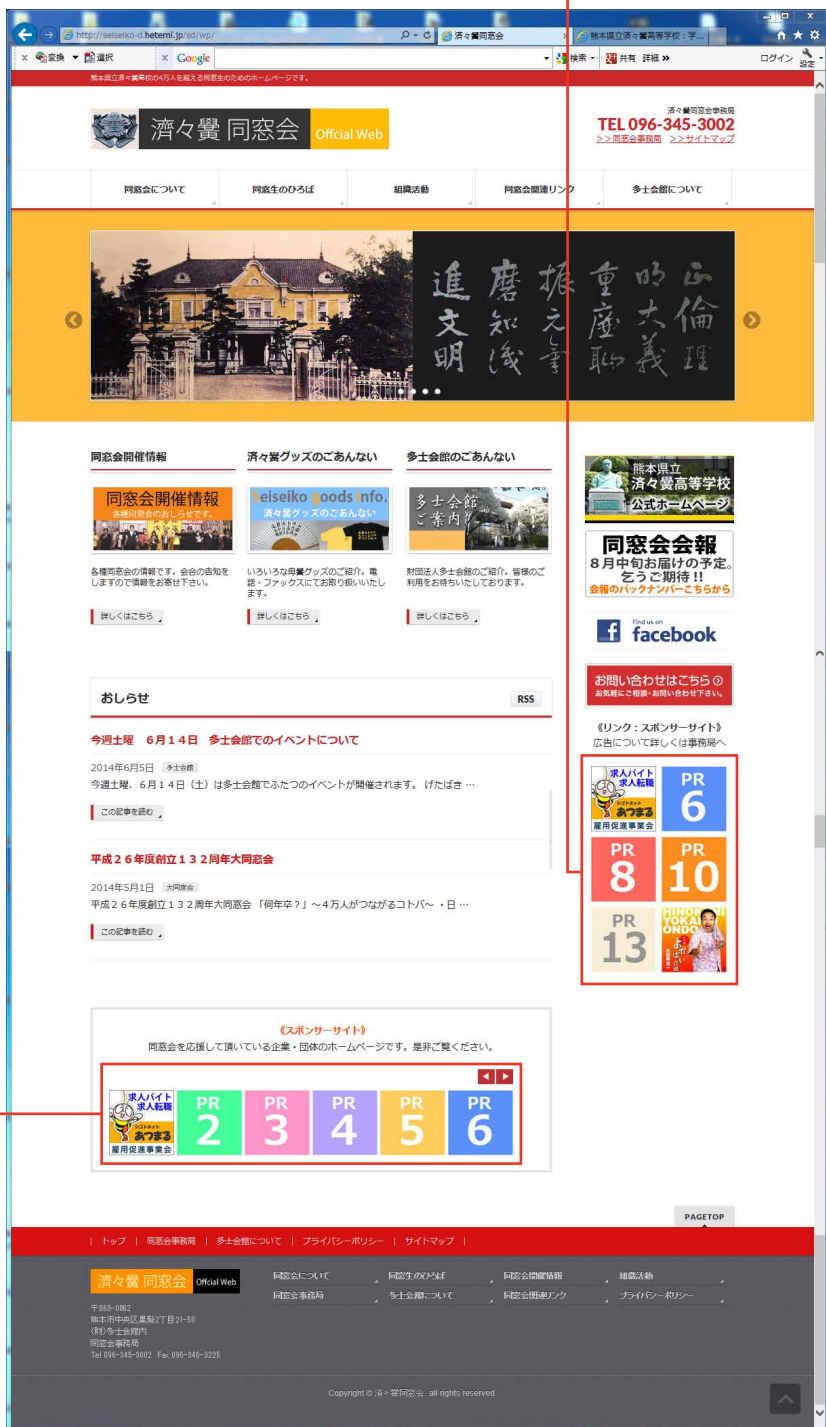 http://seiseiko-d.heteml.jp/sd/wp/
済々黌同窓会
熊本県立済々黌高等学校：学...
変換
選択
Google
検索
共有 詳細
ログイン
設定
熊本県立済々黌高校の4万人を越える同窓生のためのホームページです。
濟々黌 同窓会 Offcial Web
済々黌同窓会事務局
TEL 096-345-3002
>>同窓会事務局 >>サイトマップ
同窓会について
同窓生のひろば
組織活動
同窓会関連リンク
多士会館について
正倫理
明大義
重廉恥
振元氣
磨知識
進文明
同窓会開催情報
済々黌グッズのごあんない
多士会館のごあんない
同窓会開催情報
各種同窓会のおしらせです。
Seiseiko goods info.
済々黌グッズのごあんない
多士会館
ご案内
各種同窓会の情報です。会合の告知を
しますので情報をお寄せ下さい。
いろいろな母黌グッズのご紹介。電
話・ファックスにてお取り扱いいたし
ます。
財団法人多士会館のご紹介。皆様のご
利用をお待ちいたしております。
詳しくはこちら
詳しくはこちら
詳しくはこちら
熊本県立
済々黌高等学校
公式ホームページ
同窓会会報
8月中旬お届けの予定。
乞うご期待!!
会報のバックナンバーこちらから
Find us on
facebook
お問い合わせはこちら
お気軽にご相談・お問い合わせ下さい。
《リンク：スポンサーサイト》
広告について詳しくは事務局へ
求人バイト
求人転職
ジョブネット
あつまる
雇用促進事業会
PR
6
PR
8
PR
10
PR
13
HINOKUNI
YOKAI
ONDO
おしらせ
RSS
今週土曜　６月１４日　多士会館でのイベントについて
2014年6月5日 多士会館
今週土曜、６月１４日（土）は多士会館でふたつのイベントが開催されます。 げたばき …
この記事を読む
平成２６年度創立１３２周年大同窓会
2014年5月1日 大同窓会
平成２６年度創立１３２周年大同窓会 「何年卒？」～４万人がつながるコトバ～ ・日 …
この記事を読む
《スポンサーサイト》
同窓会を応援して頂いている企業・団体のホームページです。是非ご覧ください。
求人バイト
求人転職
ジョブネット
あつまる
雇用促進事業会
PR
2
PR
3
PR
4
PR
5
PR
6
PAGETOP
| トップ | 同窓会事務局 | 多士会館について | プライバシーポリシー | サイトマップ |
済々黌 同窓会 Offcial Web
同窓会について
同窓生のひろば
同窓会開催情報
組織活動
同窓会事務局
多士会館について
同窓会関連リンク
プライバシーポリシー
〒860-0862
熊本市中央区黒髪2丁目21-50
(財)多士会館内
同窓会事務局
Tel 096-345-3002 Fax 096-346-3225
Copyright © 済々黌同窓会. all rights reserved.